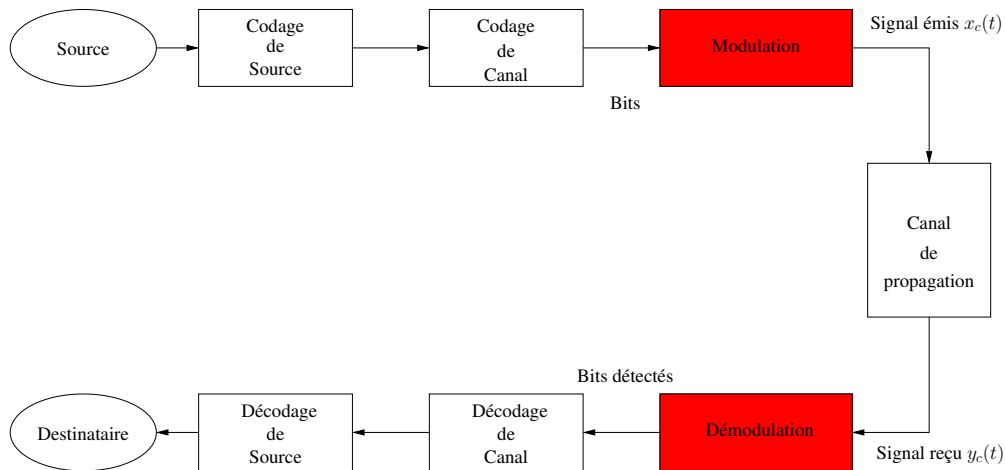 Source
Codage
de
Source
Codage
de
Canal
Bits
Modulation
Signal émis $x_c(t)$
Canal
de
propagation
Signal reçu $y_c(t)$
Démodulation
Bits détectés
Décodage
de
Canal
Décodage
de
Source
Destinataire